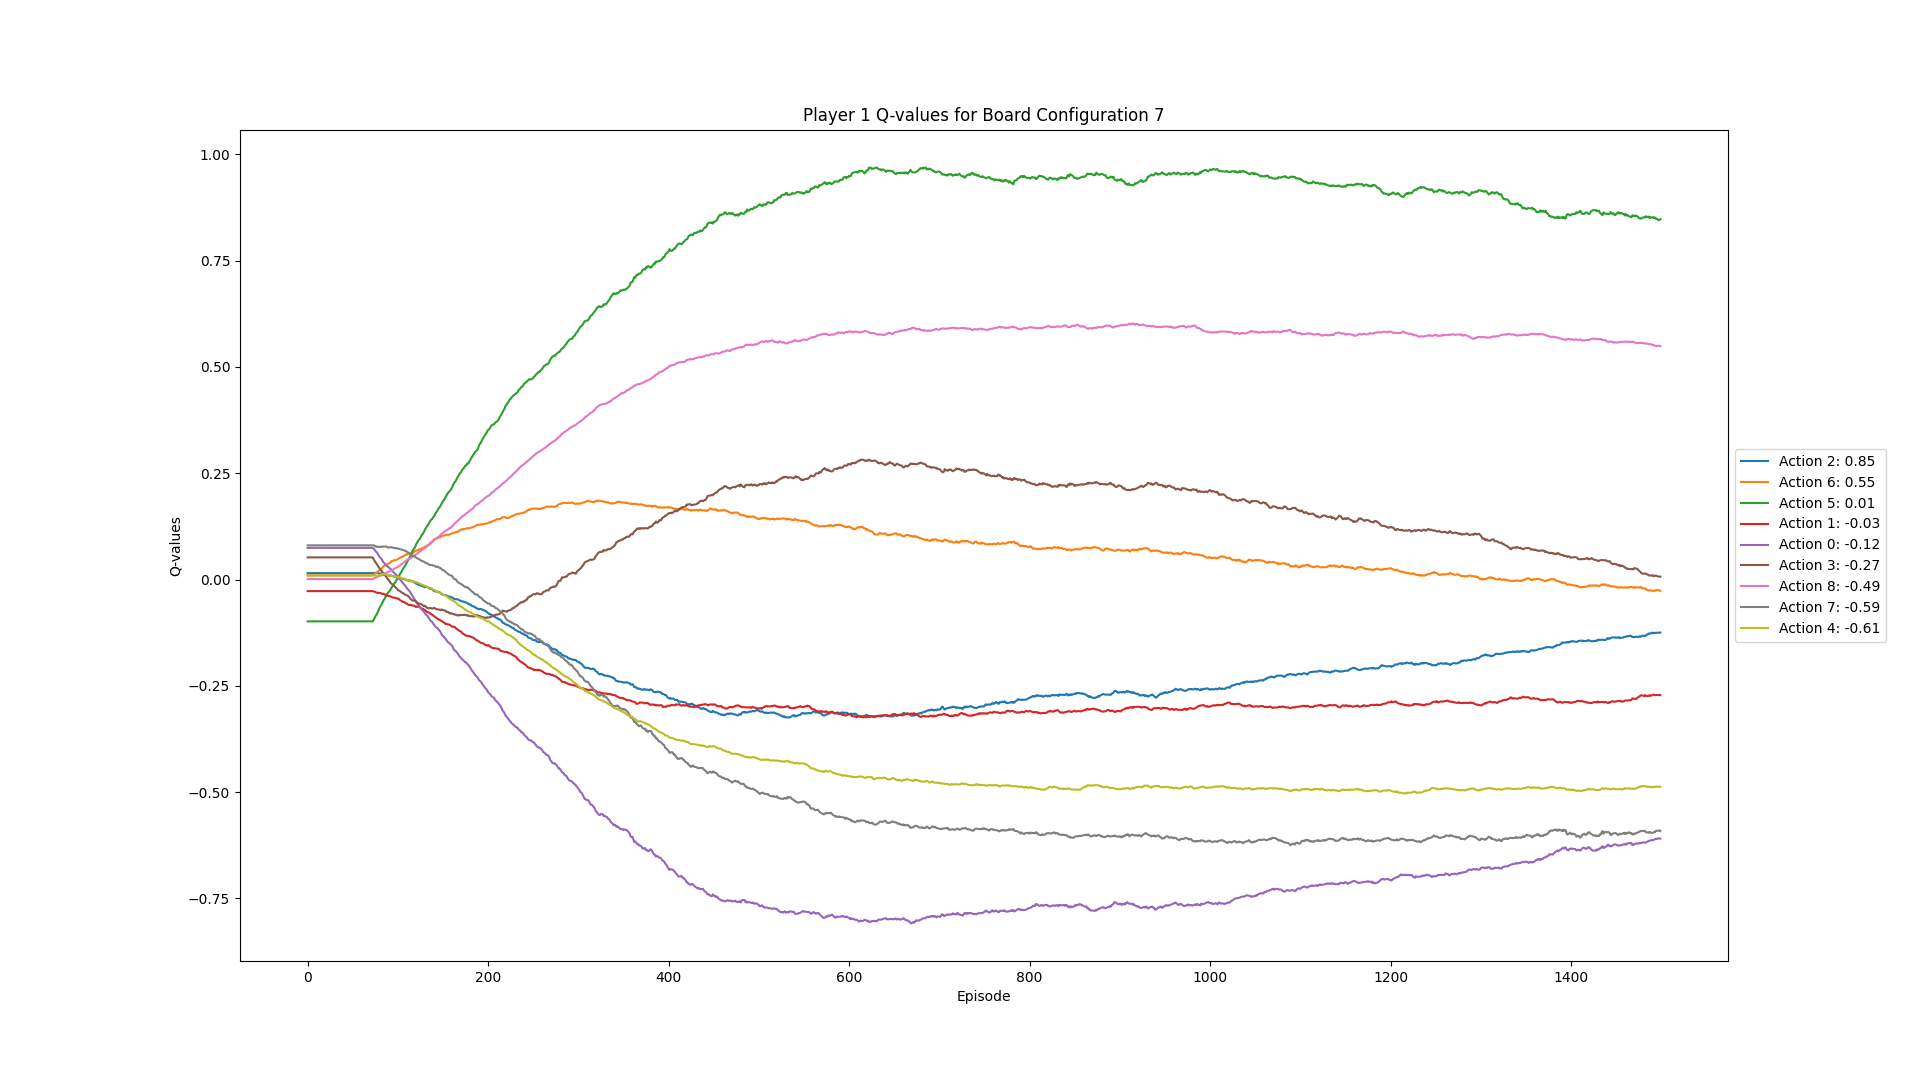 Player 1 Q-values for Board Configuration 7
1.00
0.75
0.50
0.25
0.00
−0.25
−0.50
−0.75
Q-values
0 200 400 600 800 1000 1200 1400
Episode
Action 2: 0.85
Action 6: 0.55
Action 5: 0.01
Action 1: -0.03
Action 0: -0.12
Action 3: -0.27
Action 8: -0.49
Action 7: -0.59
Action 4: -0.61